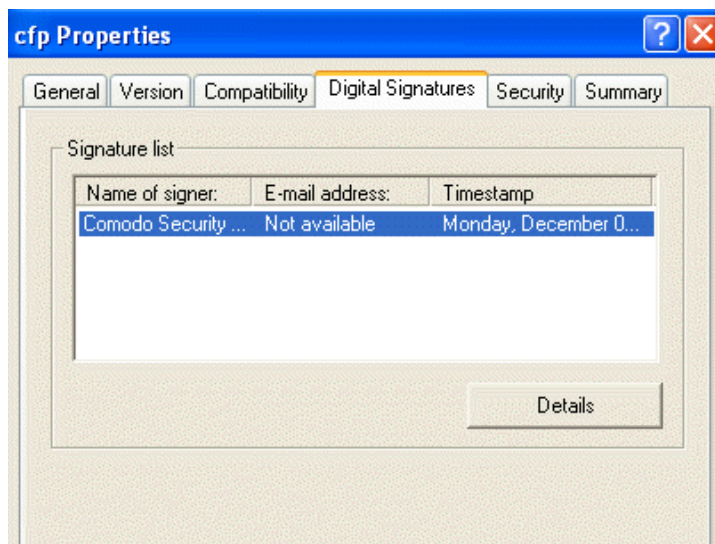 cfp Properties
General Version Compatibility Digital Signatures Security Summary
Signature list
Name of signer: E-mail address: Timestamp
Comodo Security ... Not available Monday, December 0...
Details